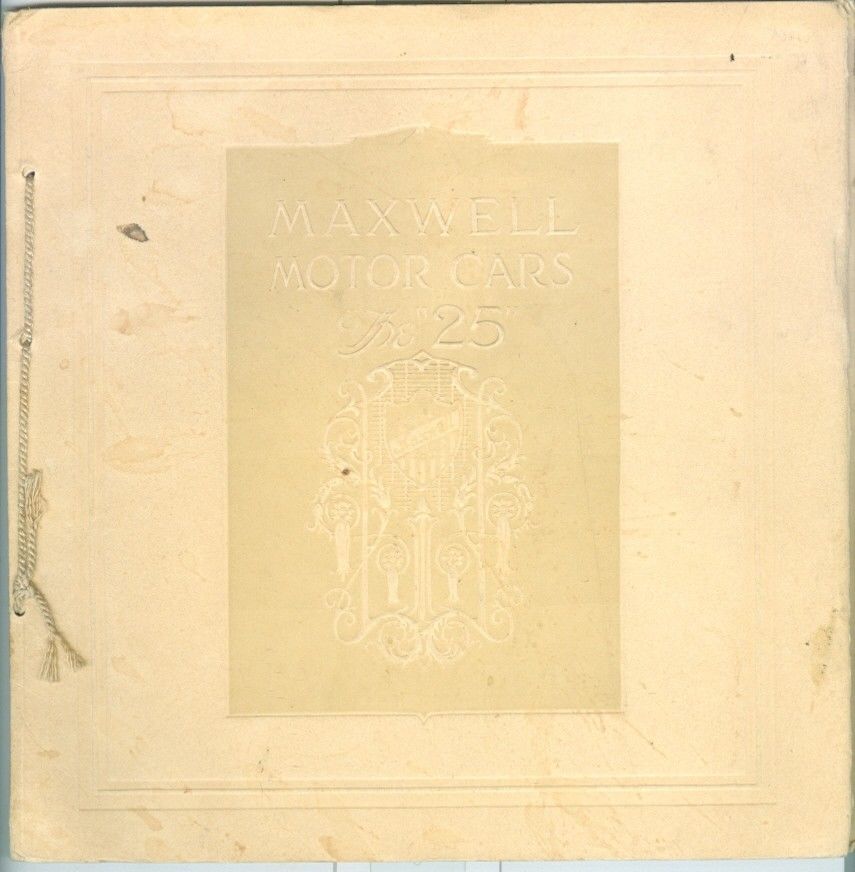 MAXWELL
MOTOR CARS
The "25"